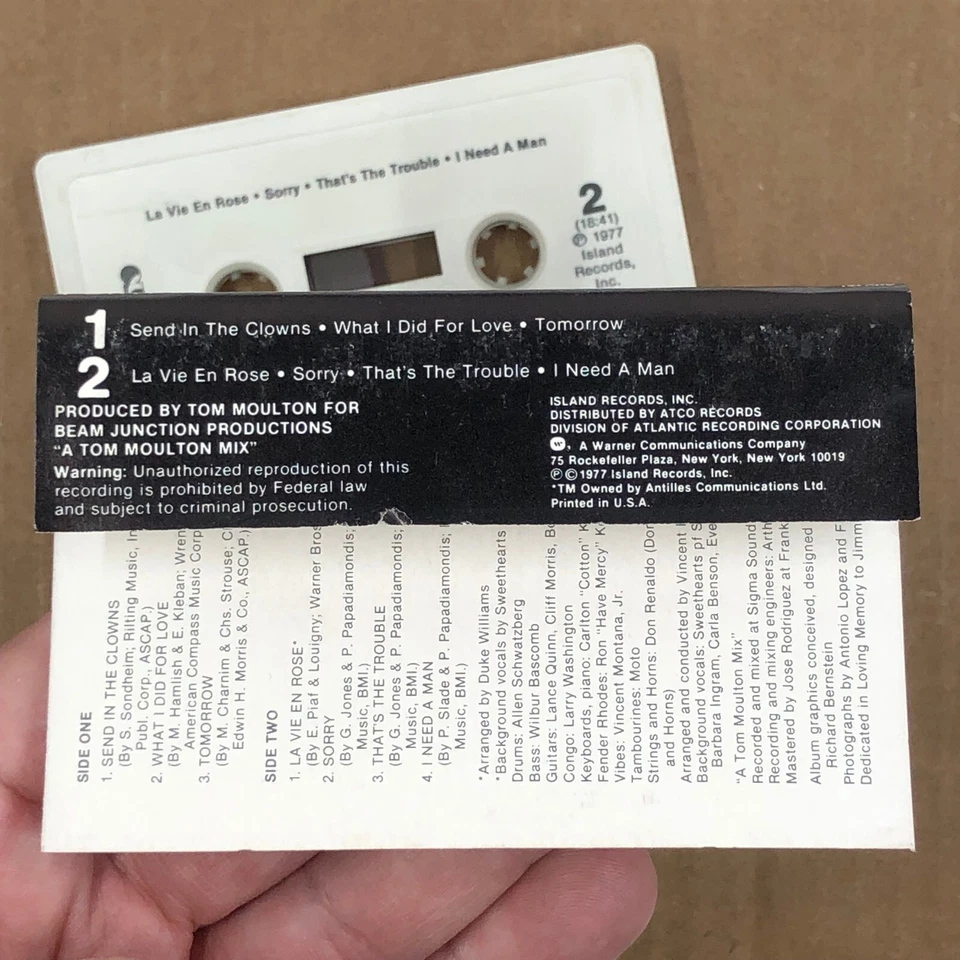 La Vie En Rose • Sorry • That's The Trouble • I Need A Man
2
(18:41)
℗ 1977
Island
Records,
Inc.
1 Send In The Clowns • What I Did For Love • Tomorrow
2 La Vie En Rose • Sorry • That's The Trouble • I Need A Man
PRODUCED BY TOM MOULTON FOR
BEAM JUNCTION PRODUCTIONS
"A TOM MOULTON MIX"
Warning: Unauthorized reproduction of this
recording is prohibited by Federal law
and subject to criminal prosecution.
ISLAND RECORDS, INC.
DISTRIBUTED BY ATCO RECORDS
DIVISION OF ATLANTIC RECORDING CORPORATION
, A Warner Communications Company
75 Rockefeller Plaza, New York, New York 10019
℗ © 1977 Island Records, Inc.
*TM Owned by Antilles Communications Ltd.
Printed in U.S.A.
SIDE ONE
1. SEND IN THE CLOWNS
(By S. Sondheim; Rilting Music, In
Publ. Corp., ASCAP.)
2. WHAT I DID FOR LOVE
(By M. Hamlish & E. Kleban; Wren
American Compass Music Corp
3. TOMORROW
(By M. Charnim & Chs. Strouse; C
Edwin H. Morris & Co., ASCAP.)
SIDE TWO
1. LA VIE EN ROSE*
(By E. Piaf & Louigny; Warner Bros
2. SORRY
(By G. Jones & P. Papadiamondis;
Music, BMI.)
3. THAT'S THE TROUBLE
(By G. Jones & P. Papadiamondis;
Music, BMI.)
4. I NEED A MAN
(By P. Slade & P. Papadiamondis;
Music, BMI.)
*Arranged by Duke Williams
*Background vocals by Sweethearts
Drums: Allen Schwatzberg
Bass: Wilbur Bascomb
Guitars: Lance Quinn, Cliff Morris, Bo
Congo: Larry Washington
Keyboards, piano: Carlton "Cotton" K
Fender Rhodes: Ron "Have Mercy" K
Vibes: Vincent Montana, Jr.
Tambourines: Moto
Strings and Horns: Don Renaldo (Don
and Horns)
Arranged and conducted by Vincent
Background vocals: Sweethearts pf S
Barbara Ingram, Carla Benson, Eve
"A Tom Moulton Mix"
Recorded and mixed at Sigma Sound
Recording and mixing engineers: Arth
Mastered by Jose Rodriguez at Frank
Album graphics conceived, designed
Richard Bernstein
Photographs by Antonio Lopez and F
Dedicated in Loving Memory to Jimm